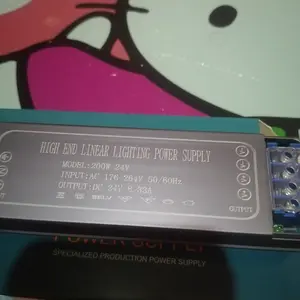 HIGH END LINEAR LIGHTING POWER SUPPLY
MODEL:200W 24V
INPUT:AC 176-264V 50/60Hz
OUTPUT:DC 24V 8.33A
OUTPUT
POWER SUPPLY
SPECIALIZED PRODUCTION POWER SUPPLY